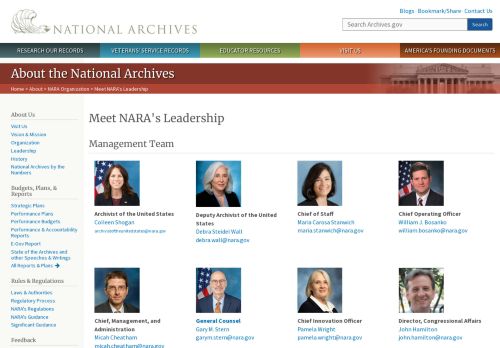 Blogs · Bookmark/Share · Contact Us
NATIONAL ARCHIVES
Search Archives.gov
Search
RESEARCH OUR RECORDS
VETERANS' SERVICE RECORDS
EDUCATOR RESOURCES
VISIT US
AMERICA'S FOUNDING DOCUMENTS
About the National Archives
Home > About > NARA Organization > Meet NARA's Leadership
About Us
Visit Us
Vision & Mission
Organization
Leadership
History
National Archives by the
Numbers
Budgets, Plans, &
Reports
Strategic Plans
Performance Plans
Performance Budgets
Performance & Accountability
Reports
E-Gov Report
State of the Archives and
other Speeches & Writings
All Reports & Plans
Rules & Regulations
Laws & Authorities
Regulatory Process
NARA's Regulations
NARA's Guidance
Significant Guidance
Feedback
Meet NARA's Leadership
Management Team
Archivist of the United States
Colleen Shogan
archivistoftheunitedstates@nara.gov
Deputy Archivist of the United
States
Debra Steidel Wall
debra.wall@nara.gov
Chief of Staff
Maria Carosa Stanwich
maria.stanwich@nara.gov
Chief Operating Officer
William J. Bosanko
william.bosanko@nara.gov
Chief, Management, and
Administration
Micah Cheatham
micah.cheatham@nara.gov
General Counsel
Gary M. Stern
garym.stern@nara.gov
Chief Innovation Officer
Pamela Wright
pamela.wright@nara.gov
Director, Congressional Affairs
John Hamilton
john.hamilton@nara.gov